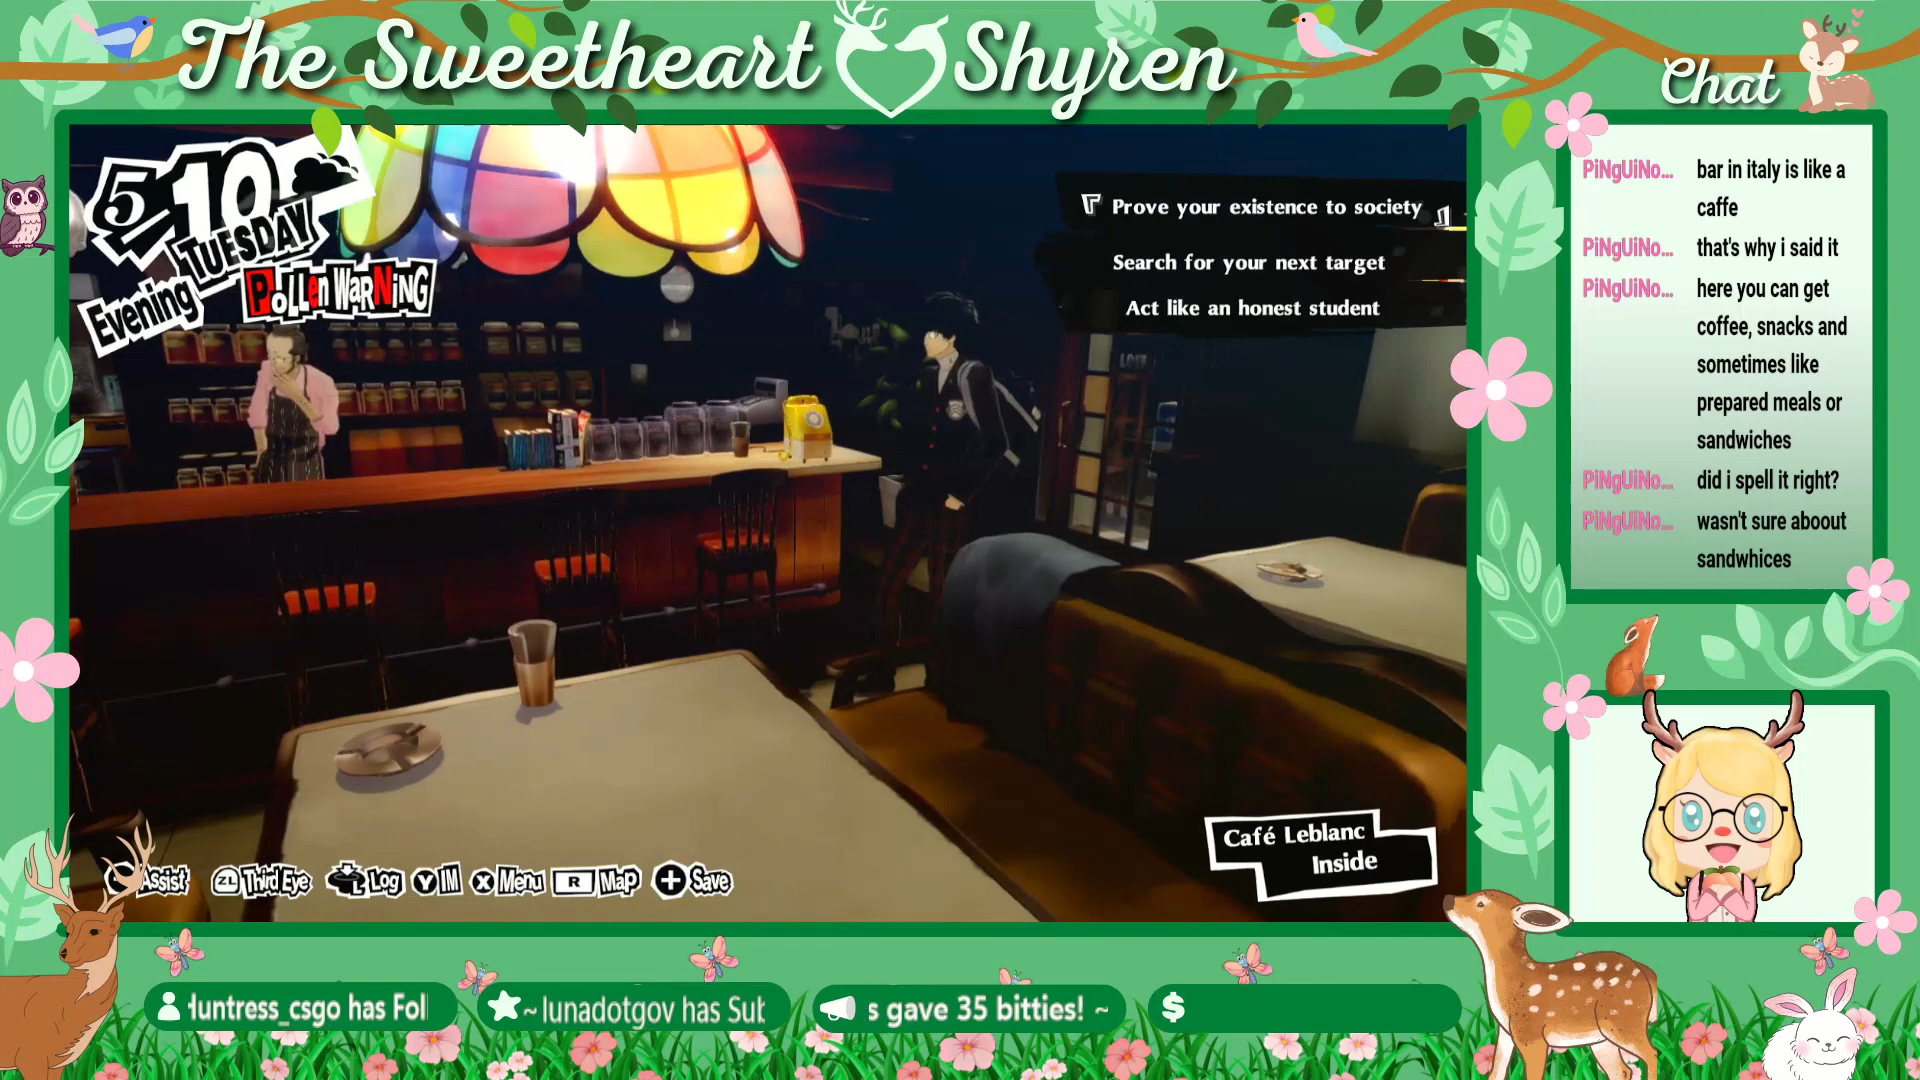 The Sweetheart Shyren
Chat
5/10
TUESDAY
Evening
Pollen WarNiNG
Prove your existence to society
Search for your next target
Act like an honest student
PiNgUiNo... bar in italy is like a
caffe
PiNgUiNo... that's why i said it
PiNgUiNo... here you can get
coffee, snacks and
sometimes like
prepared meals or
sandwiches
PiNgUiNo... did i spell it right?
PiNgUiNo... wasn't sure aboout
sandwhices
Café Leblanc
Inside
Assist ZL Third Eye L Log Y IM X Menu R Map + Save
Huntress_csgo has Fol
~ lunadotgov has Sub
s gave 35 bitties! ~
$